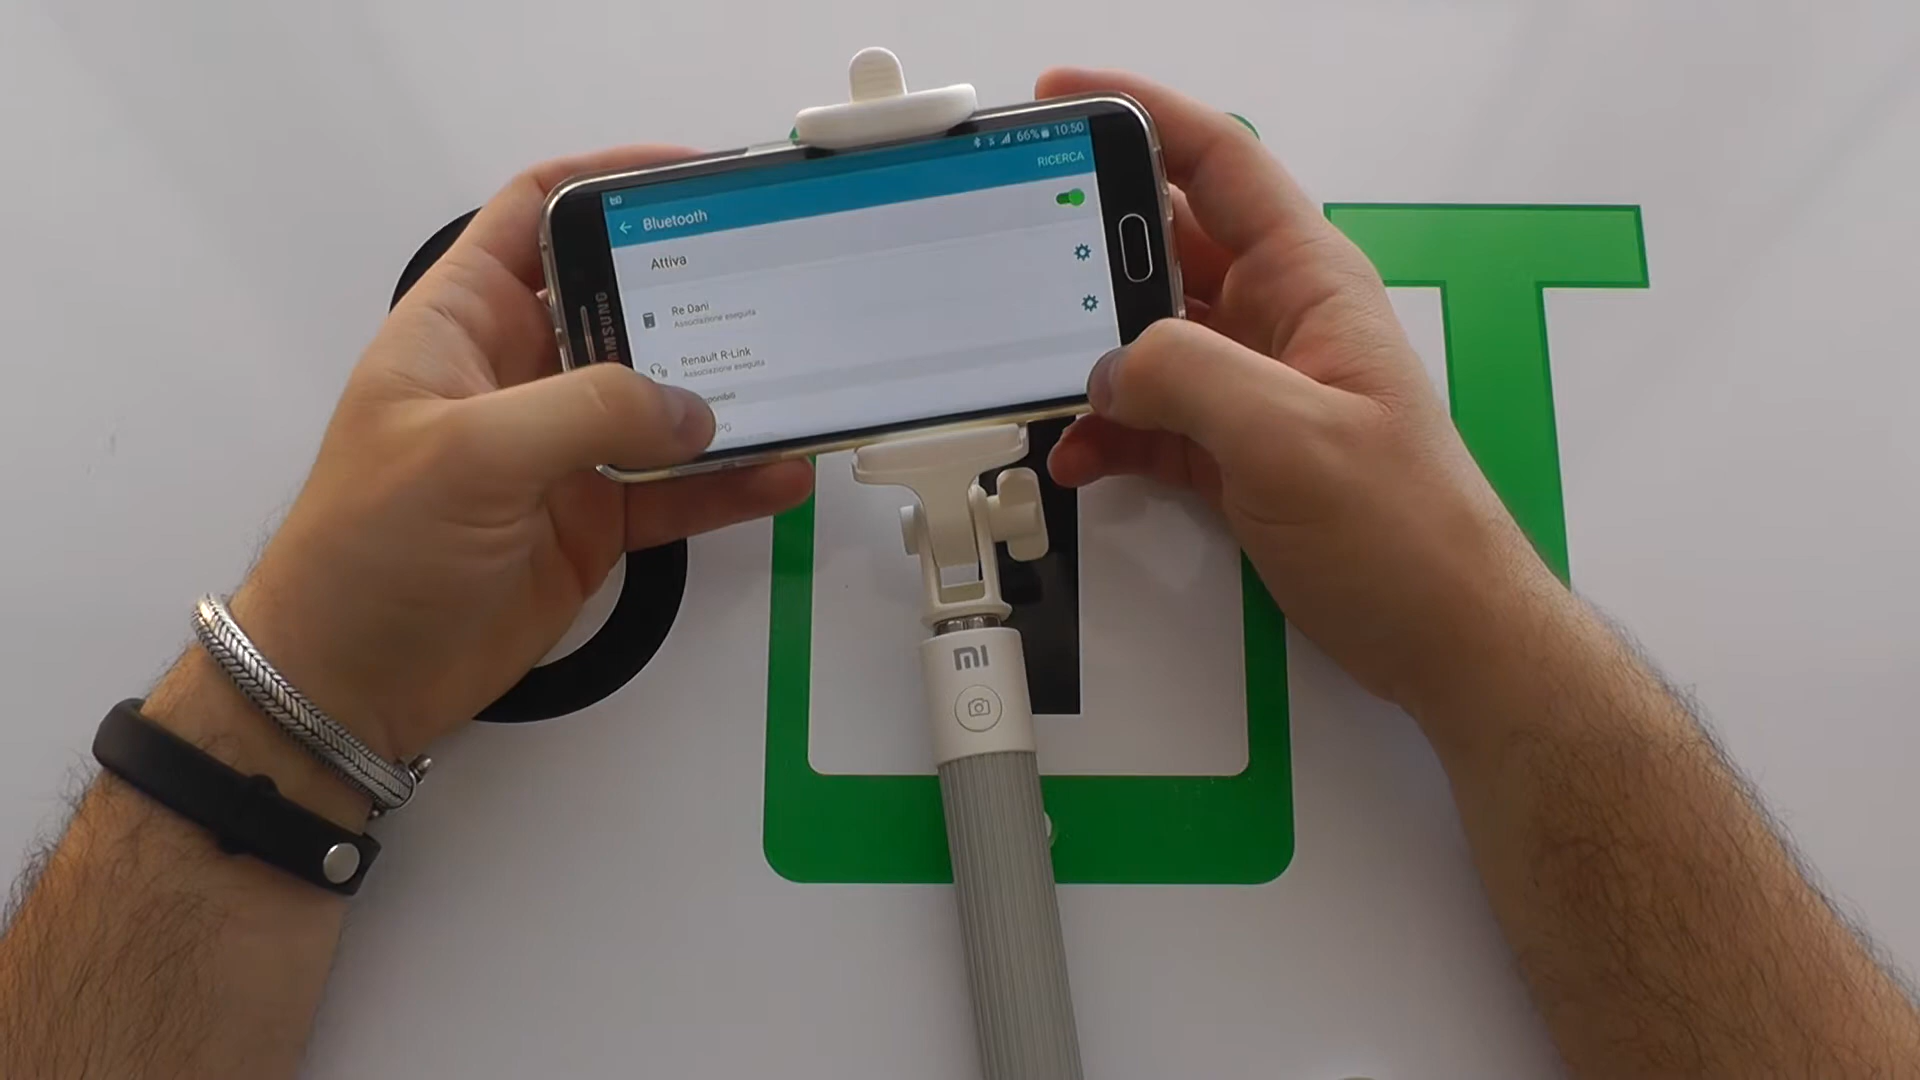 66% 10:50
RICERCA
Bluetooth
Attiva
Re Dani
Associazione eseguita
Renault R-Link
Associazione eseguita
SAMSUNG
MI